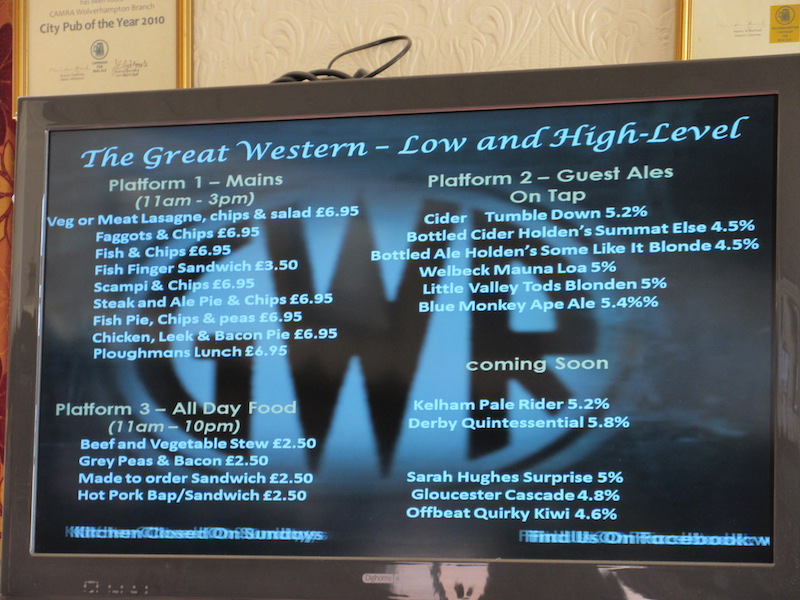 CAMRA Wolverhampton Branch
City Pub of the Year 2010
The Great Western – Low and High-Level
Platform 1 – Mains
(11am - 3pm)
Veg or Meat Lasagne, chips & salad £6.95
Faggots & Chips £6.95
Fish & Chips £6.95
Fish Finger Sandwich £3.50
Scampi & Chips £6.95
Steak and Ale Pie & Chips £6.95
Fish Pie, Chips & peas £6.95
Chicken, Leek & Bacon Pie £6.95
Ploughmans Lunch £6.95
Platform 3 – All Day Food
(11am – 10pm)
Beef and Vegetable Stew £2.50
Grey Peas & Bacon £2.50
Made to order Sandwich £2.50
Hot Pork Bap/Sandwich £2.50
Kitchen Closed On Sundays
Platform 2 – Guest Ales
On Tap
Cider Tumble Down 5.2%
Bottled Cider Holden's Summat Else 4.5%
Bottled Ale Holden's Some Like It Blonde 4.5%
Welbeck Mauna Loa 5%
Little Valley Tods Blonden 5%
Blue Monkey Ape Ale 5.4%%
coming Soon
Kelham Pale Rider 5.2%
Derby Quintessential 5.8%
Sarah Hughes Surprise 5%
Gloucester Cascade 4.8%
Offbeat Quirky Kiwi 4.6%
Find Us On Facebook
GWR
Digihome